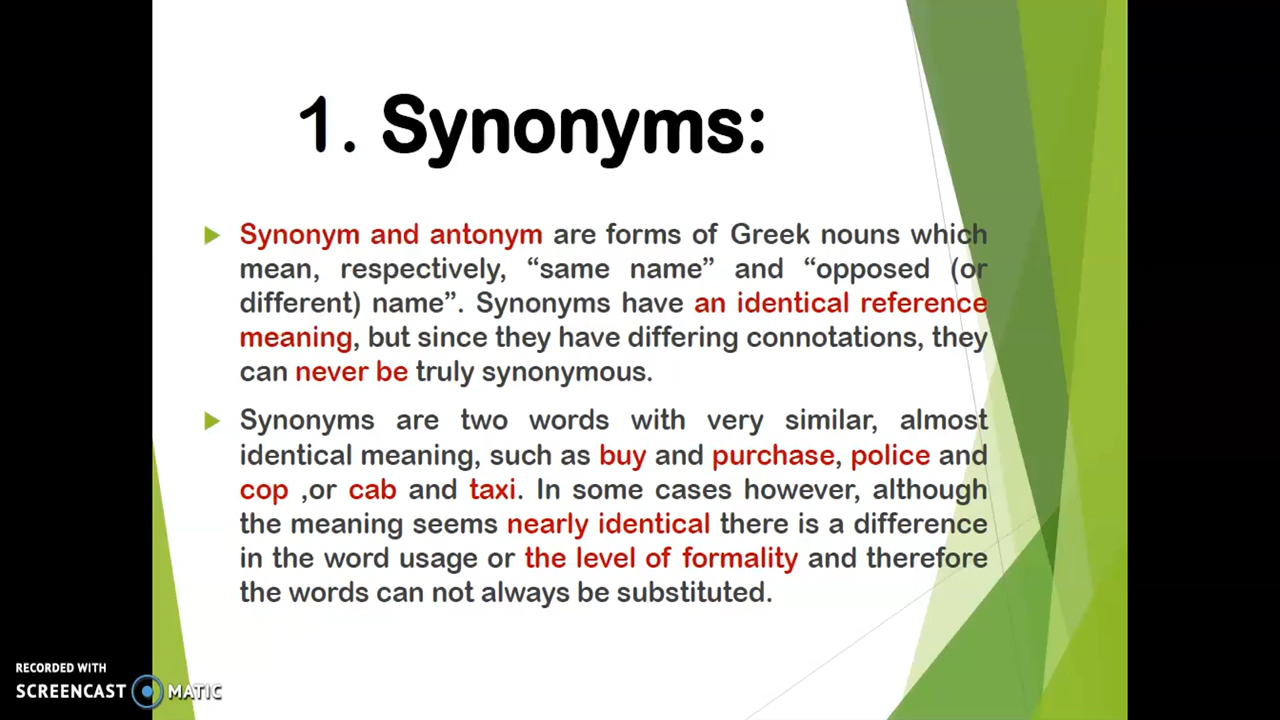 1. Synonyms:
Synonym and antonym are forms of Greek nouns which
mean, respectively, “same name” and “opposed (or
different) name”. Synonyms have an identical reference
meaning, but since they have differing connotations, they
can never be truly synonymous.
Synonyms are two words with very similar, almost
identical meaning, such as buy and purchase, police and
cop ,or cab and taxi. In some cases however, although
the meaning seems nearly identical there is a difference
in the word usage or the level of formality and therefore
the words can not always be substituted.
RECORDED WITH
SCREENCAST MATIC